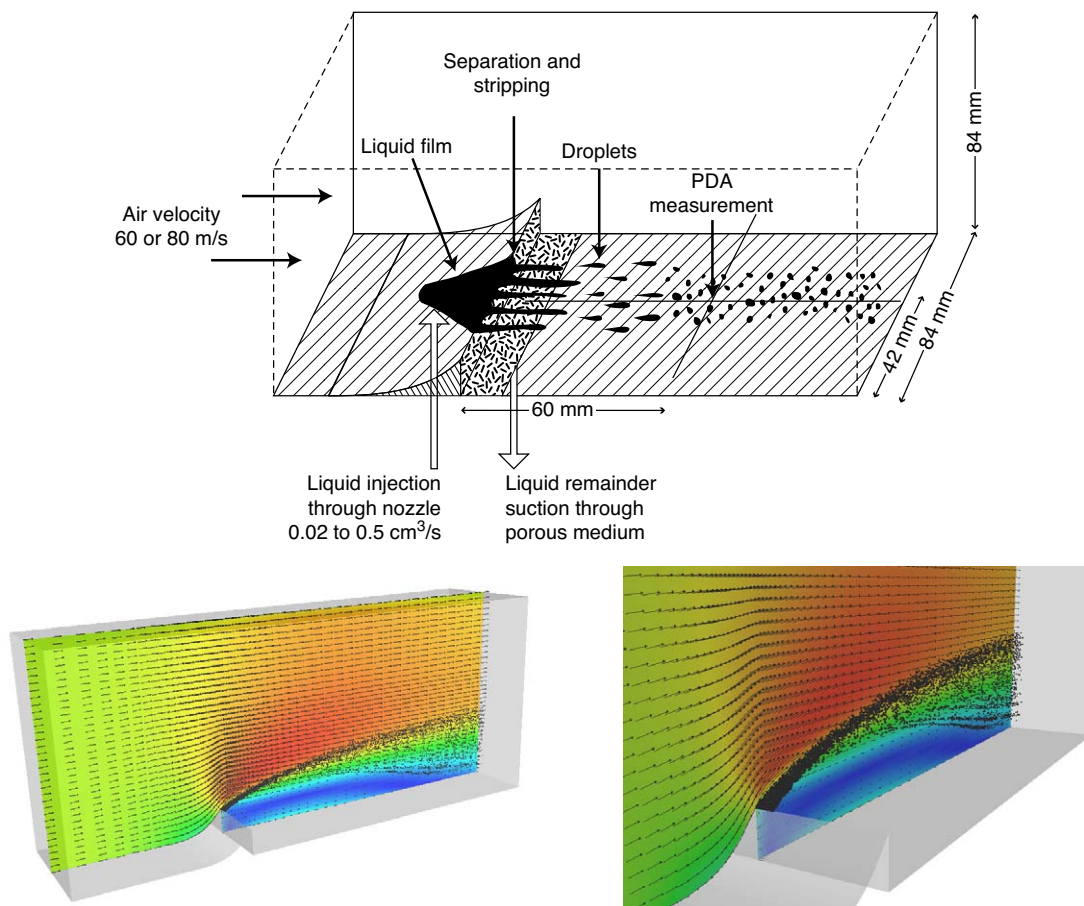 Separation and
stripping
Liquid film
Droplets
PDA
measurement
84 mm
Air velocity
60 or 80 m/s
42 mm
84 mm
60 mm
Liquid injection
through nozzle
0.02 to 0.5 cm³/s
Liquid remainder
suction through
porous medium